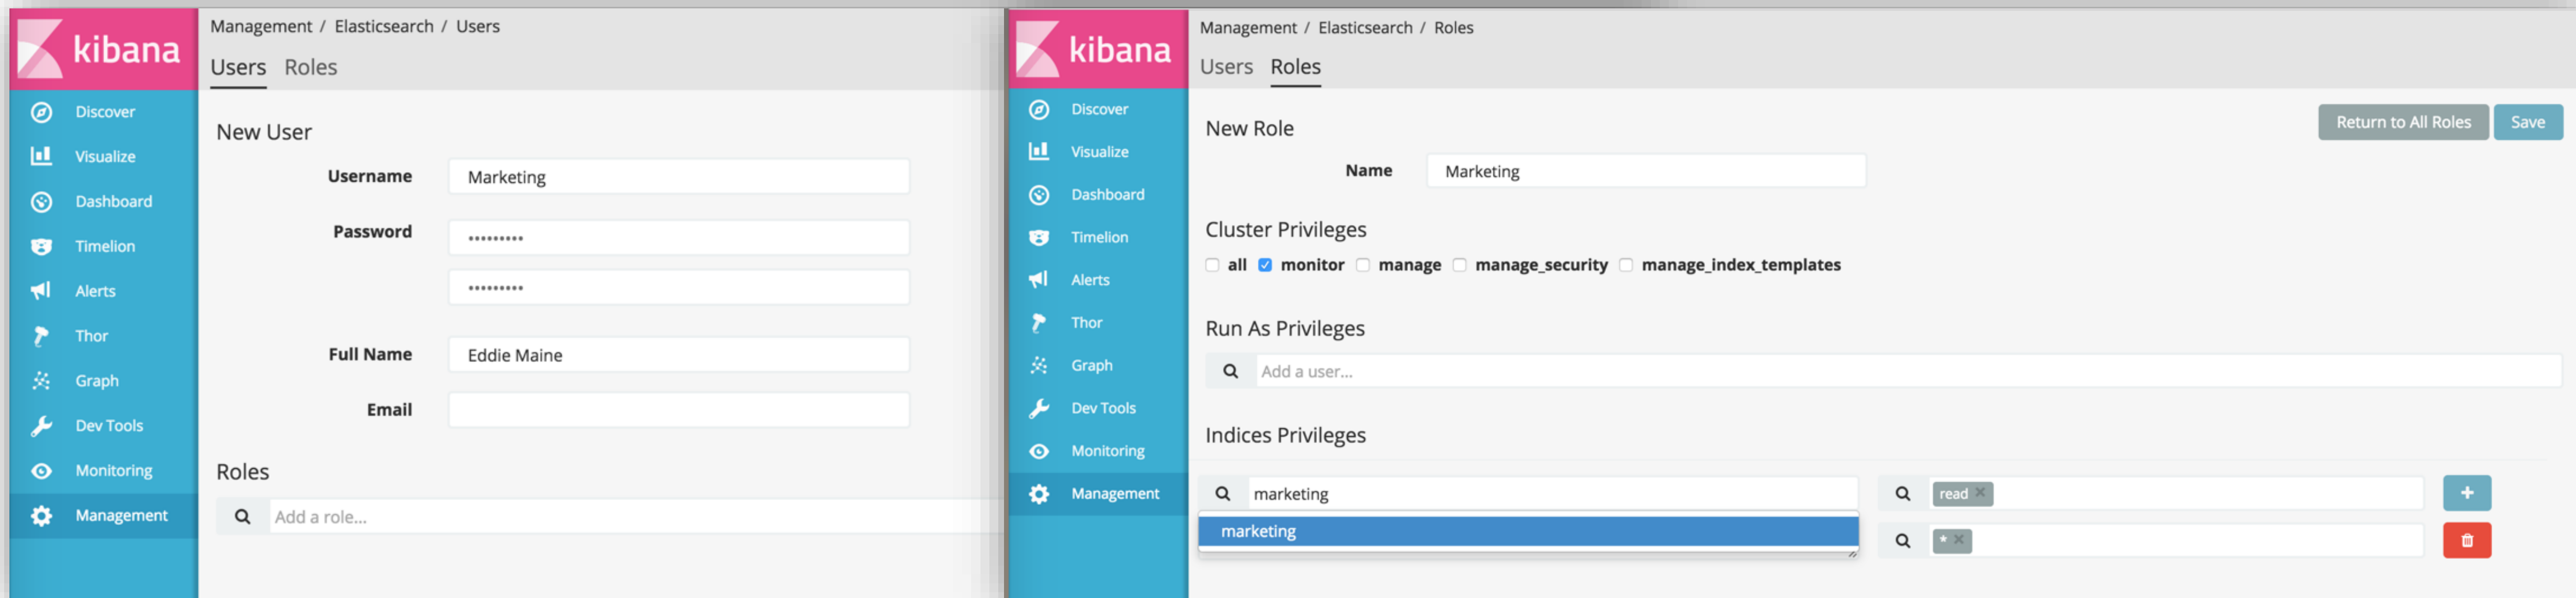 kibana
Management / Elasticsearch / Users
Users Roles
Discover
Visualize
Dashboard
Timelion
Alerts
Thor
Graph
Dev Tools
Monitoring
Management
New User
Username Marketing
Password •••••••••
•••••••••
Full Name Eddie Maine
Email
Roles
Add a role...
kibana
Management / Elasticsearch / Roles
Users Roles
Discover
Visualize
Dashboard
Timelion
Alerts
Thor
Graph
Dev Tools
Monitoring
Management
New Role
Return to All Roles Save
Name Marketing
Cluster Privileges
all monitor manage manage_security manage_index_templates
Run As Privileges
Add a user...
Indices Privileges
marketing read × +
marketing
* ×